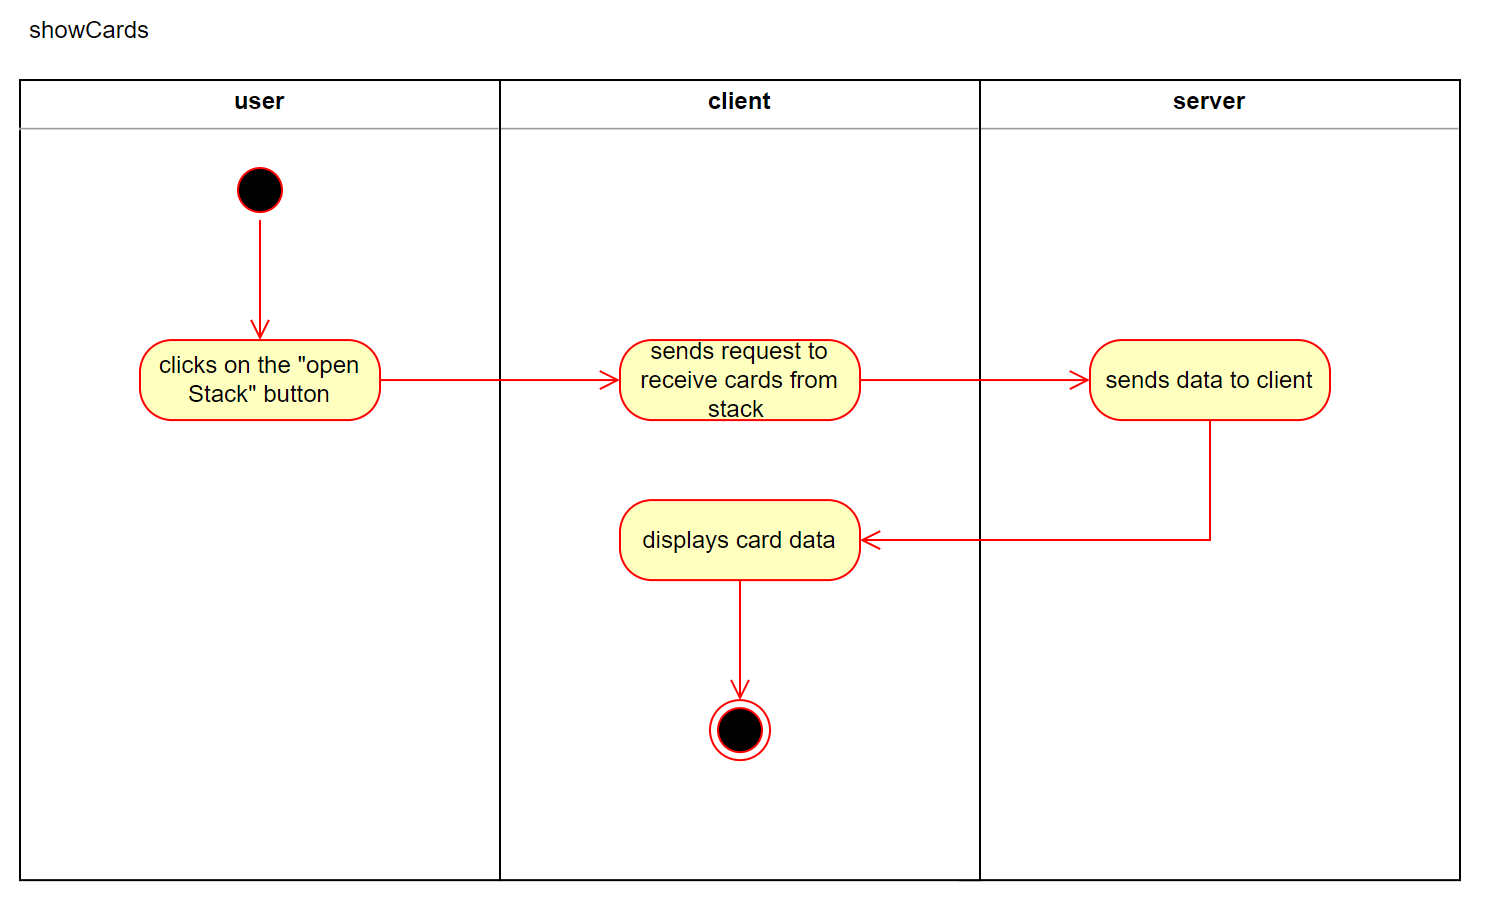 showCards
user
client
server
clicks on the "open
Stack" button
sends request to
receive cards from
stack
sends data to client
displays card data